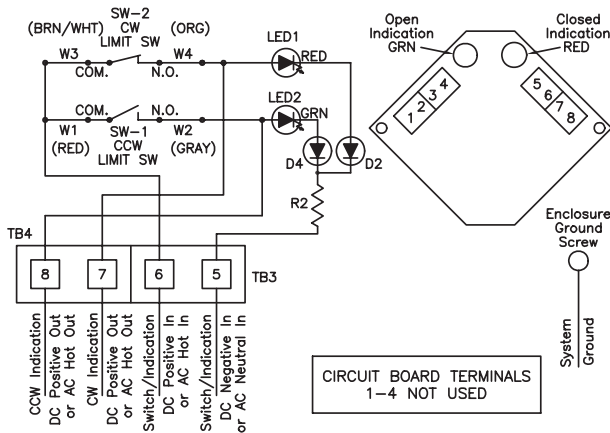 SW-2
(BRN/WHT) CW (ORG)
W3 LIMIT SW W4
COM. N.O.
LED1
RED
COM. N.O.
LED2
GRN
W1 SW-1 W2
(RED) CCW (GRAY)
LIMIT SW
D4 D2
R2
TB4
8 7 6 5
TB3
CCW Indication
DC Positive Out
or AC Hot Out
CW Indication
DC Positive Out
or AC Hot Out
Switch/Indication
DC Positive In
or AC Hot In
Switch/Indication
DC Negative In
or AC Neutral In
Open
Indication
GRN
Closed
Indication
RED
1 2 3 4
5 6 7 8
Enclosure
Ground
Screw
System
Ground
CIRCUIT BOARD TERMINALS
1-4 NOT USED